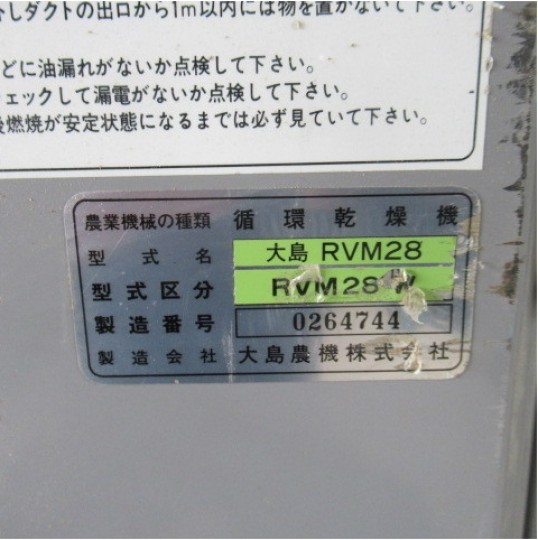 しダクトの出口から1m以内には物を置かないで下さい。
どに油漏れがないか点検して下さい。
ェックして漏電がないか点検して下さい。
燃焼が安定状態になるまでは必ず見ていて下さい。
農業機械の種類 循環乾燥機
型式名 大島 RVM28
型式区分 RVM28 W
製造番号 0264744
製造会社 大島農機株式会社